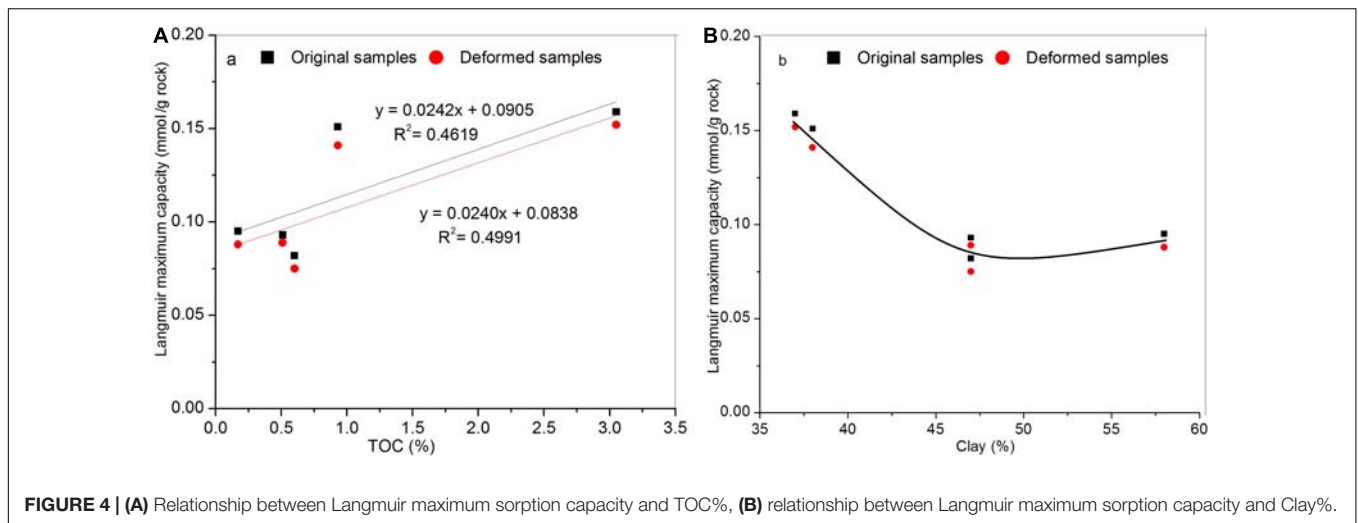 A
a
Original samples
Deformed samples
y = 0.0242x + 0.0905
R²= 0.4619
y = 0.0240x + 0.0838
R²= 0.4991
Langmuir maximum capacity (mmol/g rock)
0.20
0.15
0.10
0.05
0.00
0.0 0.5 1.0 1.5 2.0 2.5 3.0 3.5
TOC (%)
B
b
Original samples
Deformed samples
Langmuir maximum capacity (mmol/g rock)
0.20
0.15
0.10
0.05
0.00
35 40 45 50 55 60
Clay (%)
FIGURE 4 | (A) Relationship between Langmuir maximum sorption capacity and TOC%, (B) relationship between Langmuir maximum sorption capacity and Clay%.